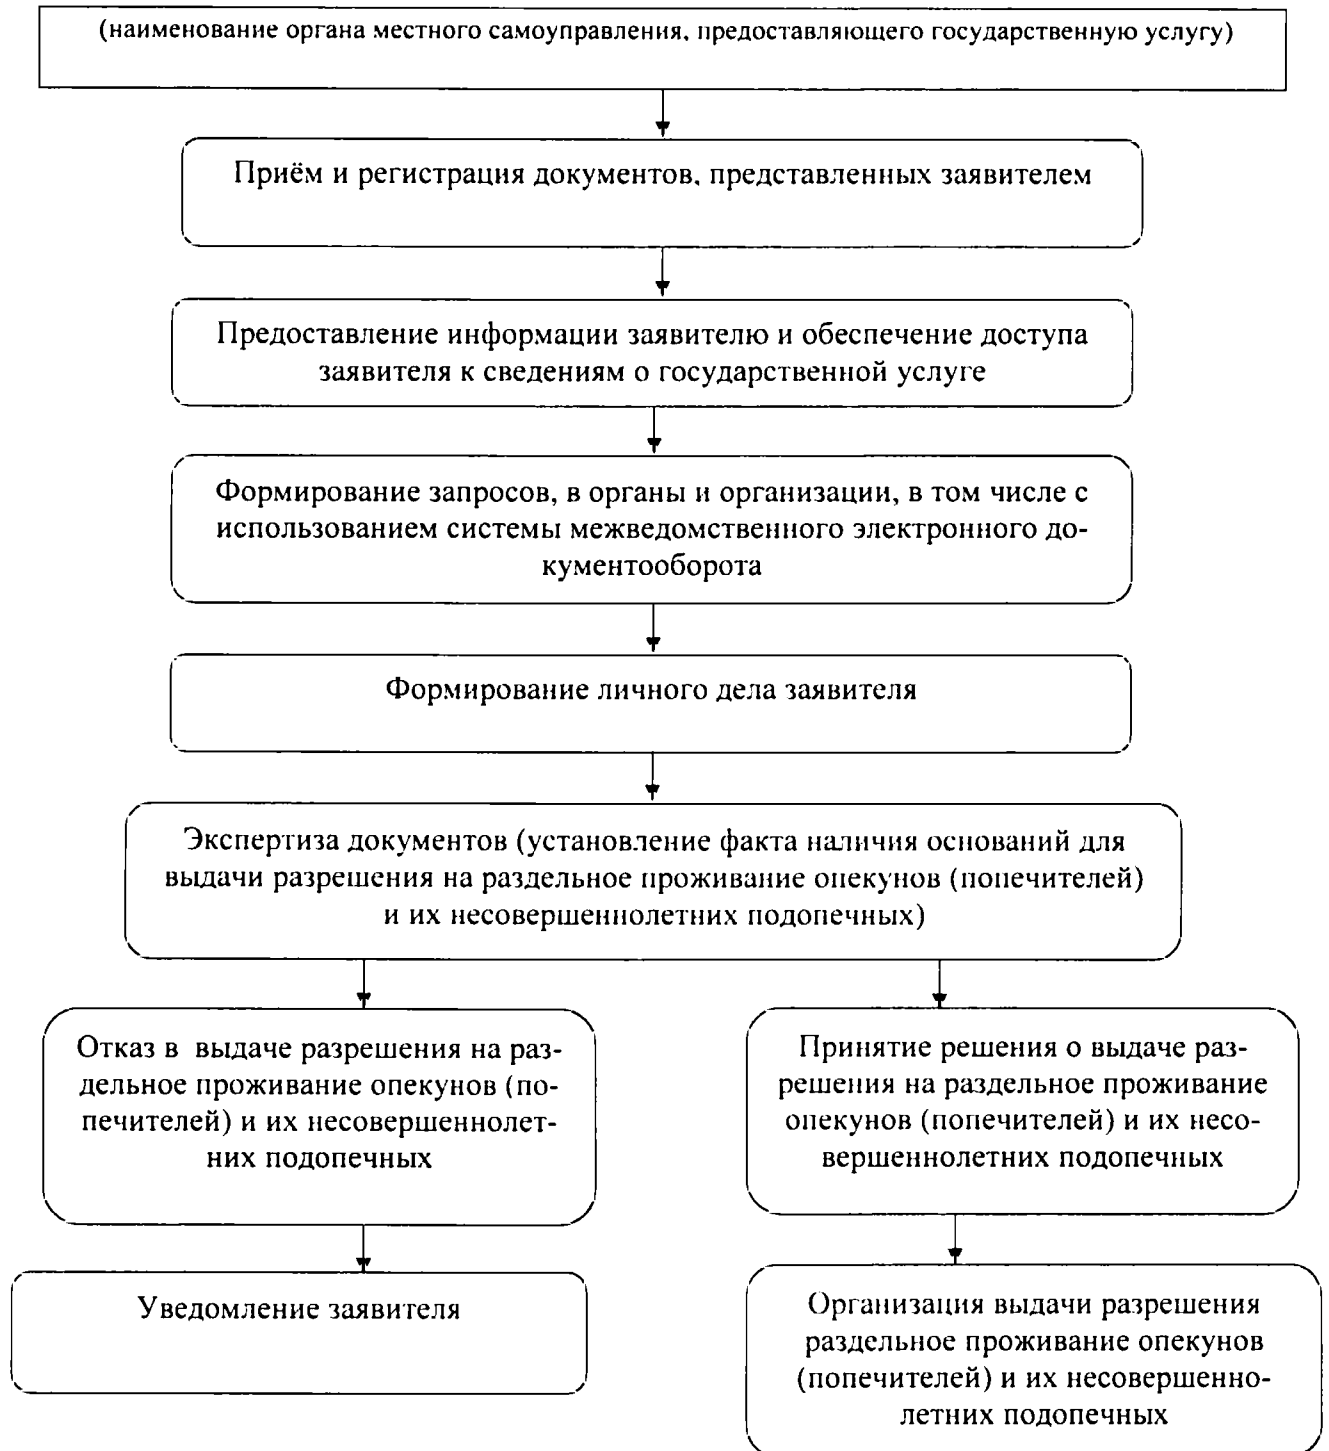 (наименование органа местного самоуправления, предоставляющего государственную услугу)
Приём и регистрация документов, представленных заявителем
Предоставление информации заявителю и обеспечение доступа
заявителя к сведениям о государственной услуге
Формирование запросов, в органы и организации, в том числе с
использованием системы межведомственного электронного до-
кументооборота
Формирование личного дела заявителя
Экспертиза документов (установление факта наличия оснований для
выдачи разрешения на раздельное проживание опекунов (попечителей)
и их несовершеннолетних подопечных)
Отказ в выдаче разрешения на раз-
дельное проживание опекунов (по-
печителей) и их несовершеннолет-
них подопечных
Принятие решения о выдаче раз-
решения на раздельное проживание
опекунов (попечителей) и их несо-
вершеннолетних подопечных
Уведомление заявителя
Организация выдачи разрешения
раздельное проживание опекунов
(попечителей) и их несовершенно-
летних подопечных